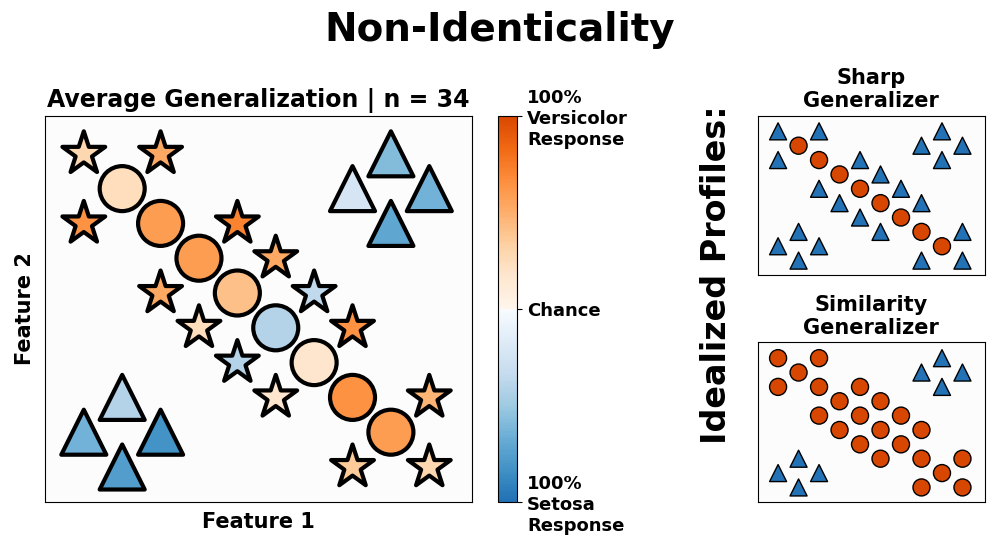 Non-Identicality
Average Generalization | n = 34
Feature 2
Feature 1
100%
Versicolor
Response
Chance
100%
Setosa
Response
Idealized Profiles:
Sharp
Generalizer
Similarity
Generalizer